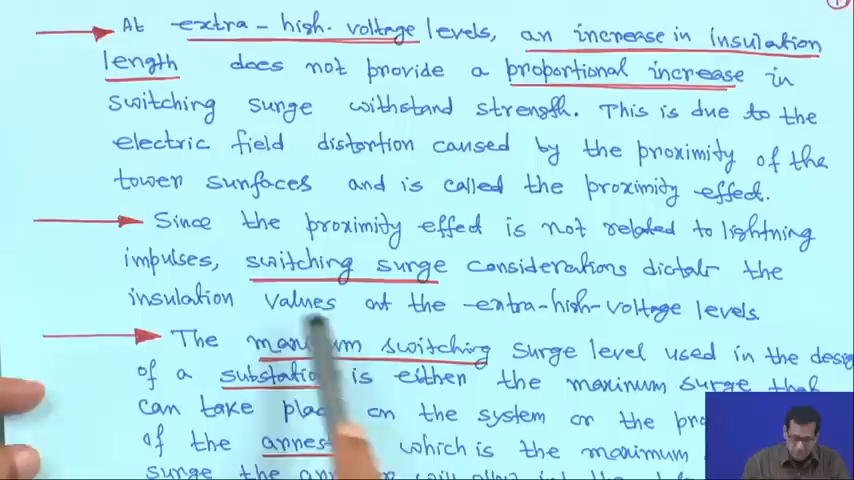 At extra-high-voltage levels, an increase in insulation
length does not provide a proportional increase in
switching surge withstand strength. This is due to the
electric field distortion caused by the proximity of the
tower surfaces and is called the proximity effect.
Since the proximity effect is not related to lightning
impulses, switching surge considerations dictate the
insulation values at the extra-high-voltage levels.
The switching surge level used in the design
of a is either the maximum surge that
can take on the system or the
of the which is the maximum
surge the will allow